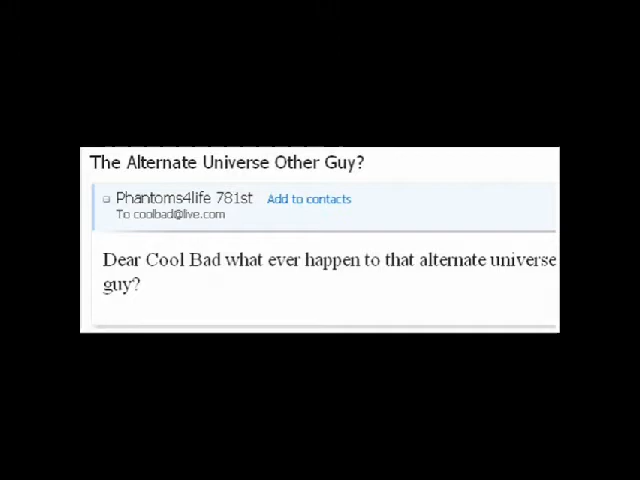 The Alternate Universe Other Guy?
Phantoms4life 781st Add to contacts
To coolbad@live.com
Dear Cool Bad what ever happen to that alternate universe
guy?